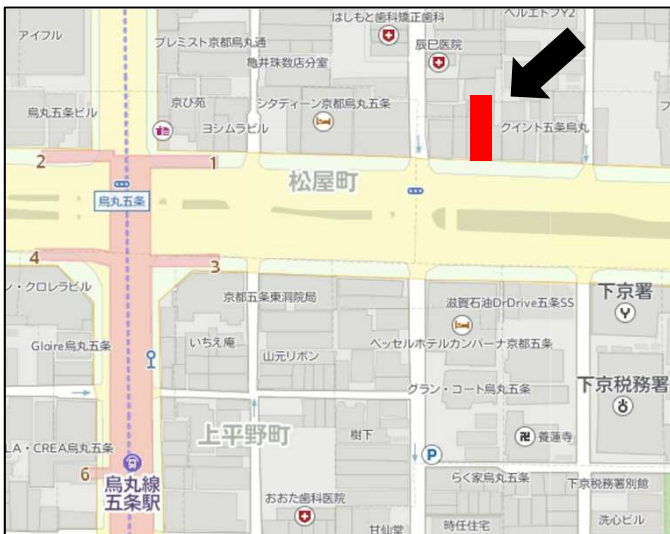 アイフル
はしもと歯科矯正歯科
ヘルエトワY2
プレミスト京都烏丸通
辰巳医院
亀井珠数店分室
烏丸五条ビル
京び苑
シタディーン京都烏丸五条
ヨシムラビル
クイント五条烏丸
2
1
松屋町
烏丸五条
4
3
ン・クロレラビル
京都五条東洞院局
滋賀石油DrDrive五条SS
下京署
Gloire烏丸五条
いちえ庵
山元リボン
ベッセルホテルカンパーナ京都五条
グラン・コート烏丸五条
下京税務署
上平野町
樹下
養蓮寺
LA・CREA烏丸五条
P
6
烏丸線
五条駅
らく家烏丸五条
下京税務署別館
おおた歯科医院
甘仙堂
時任住宅
洗心ビル